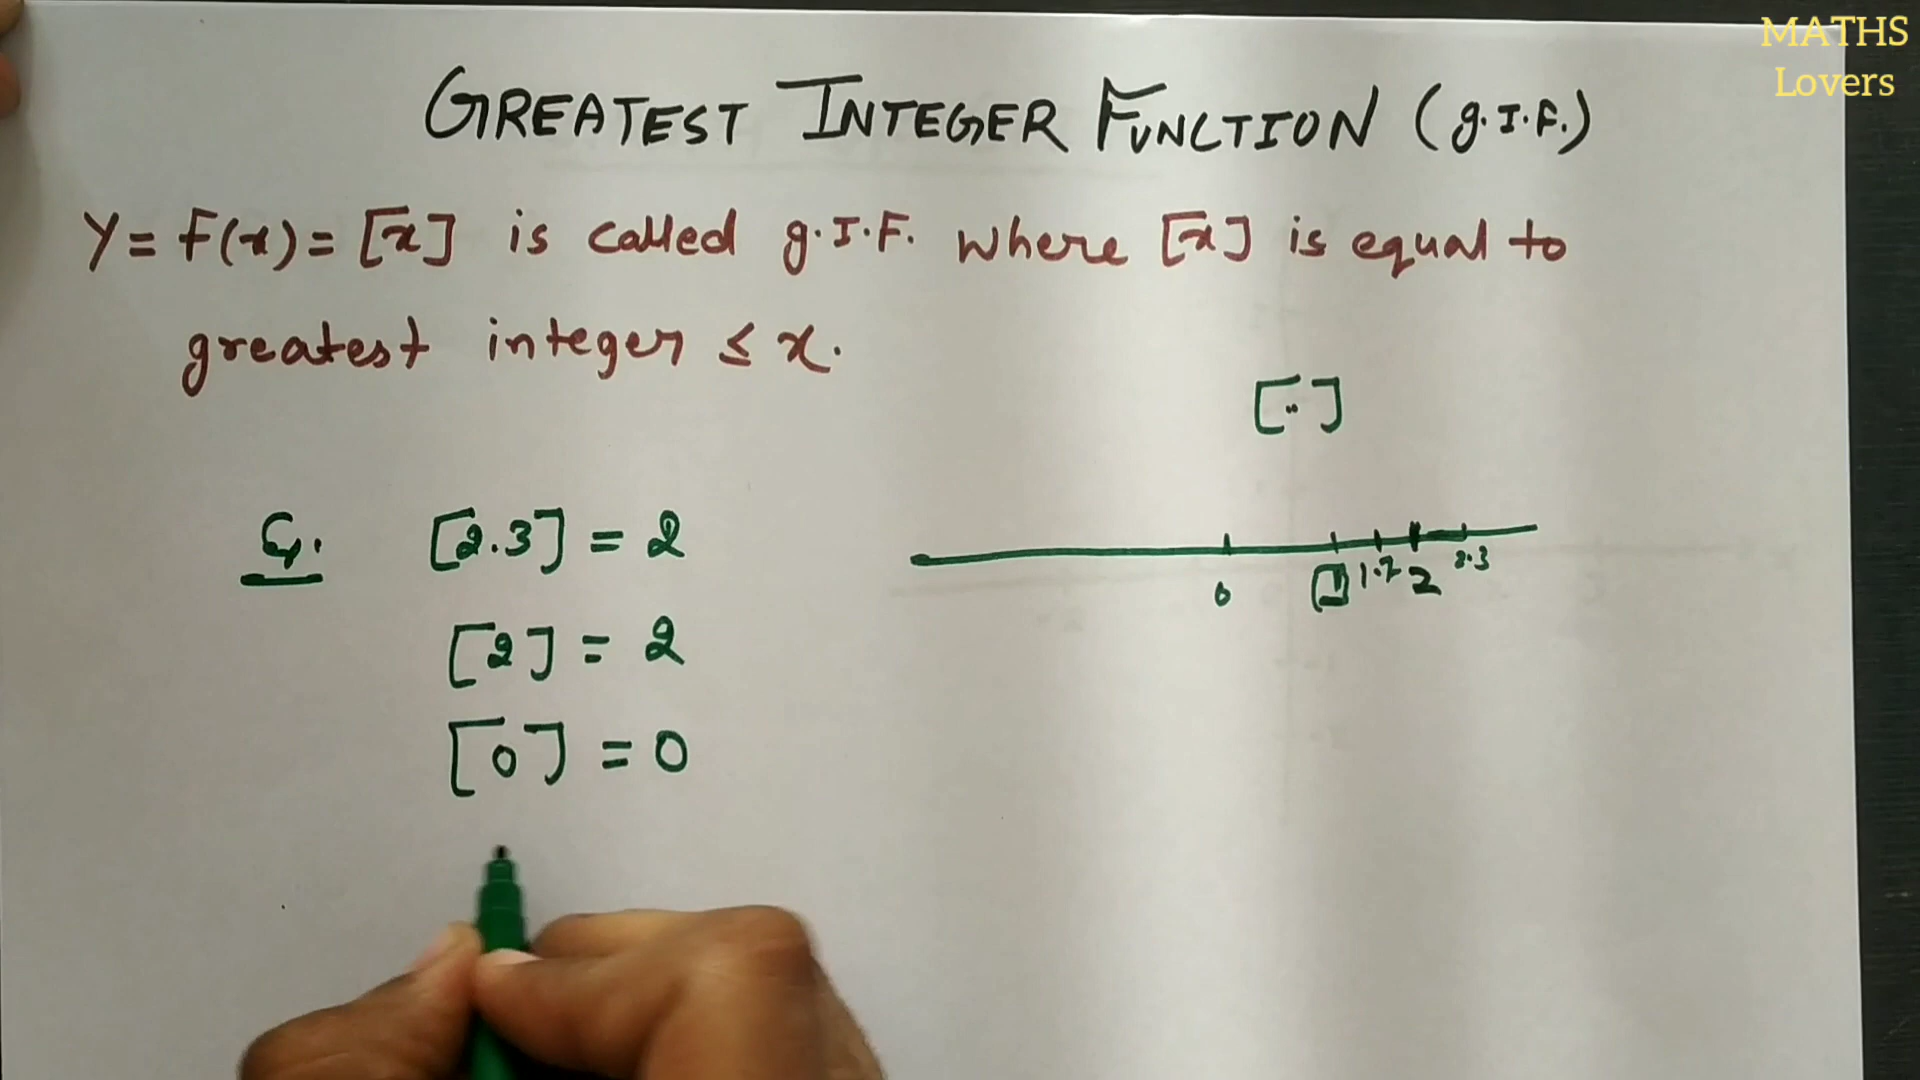 MATHS
Lovers
GREATEST INTEGER FUNCTION (g.I.F.)
Y = F(x) = [x] is called g.I.F. where [x] is equal to
greatest integer ≤ x.
[..]
Eg. [2.3] = 2
0 1 1.7 2 2.3
[2] = 2
[0] = 0